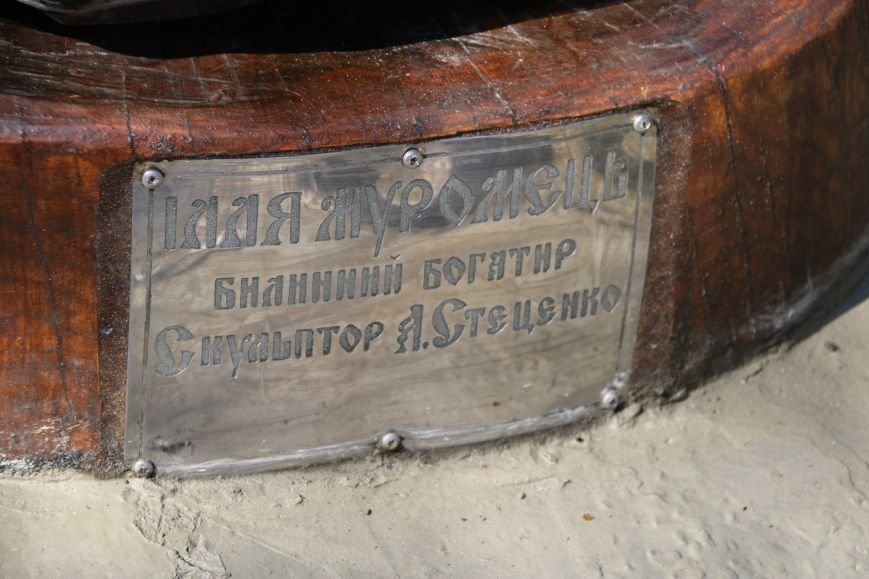 ІЛЛЯ МУРОМЕЦЬ
БИЛИННИЙ БОГАТИР
СКУЛЬПТОР А.СТЕЦЕНКО